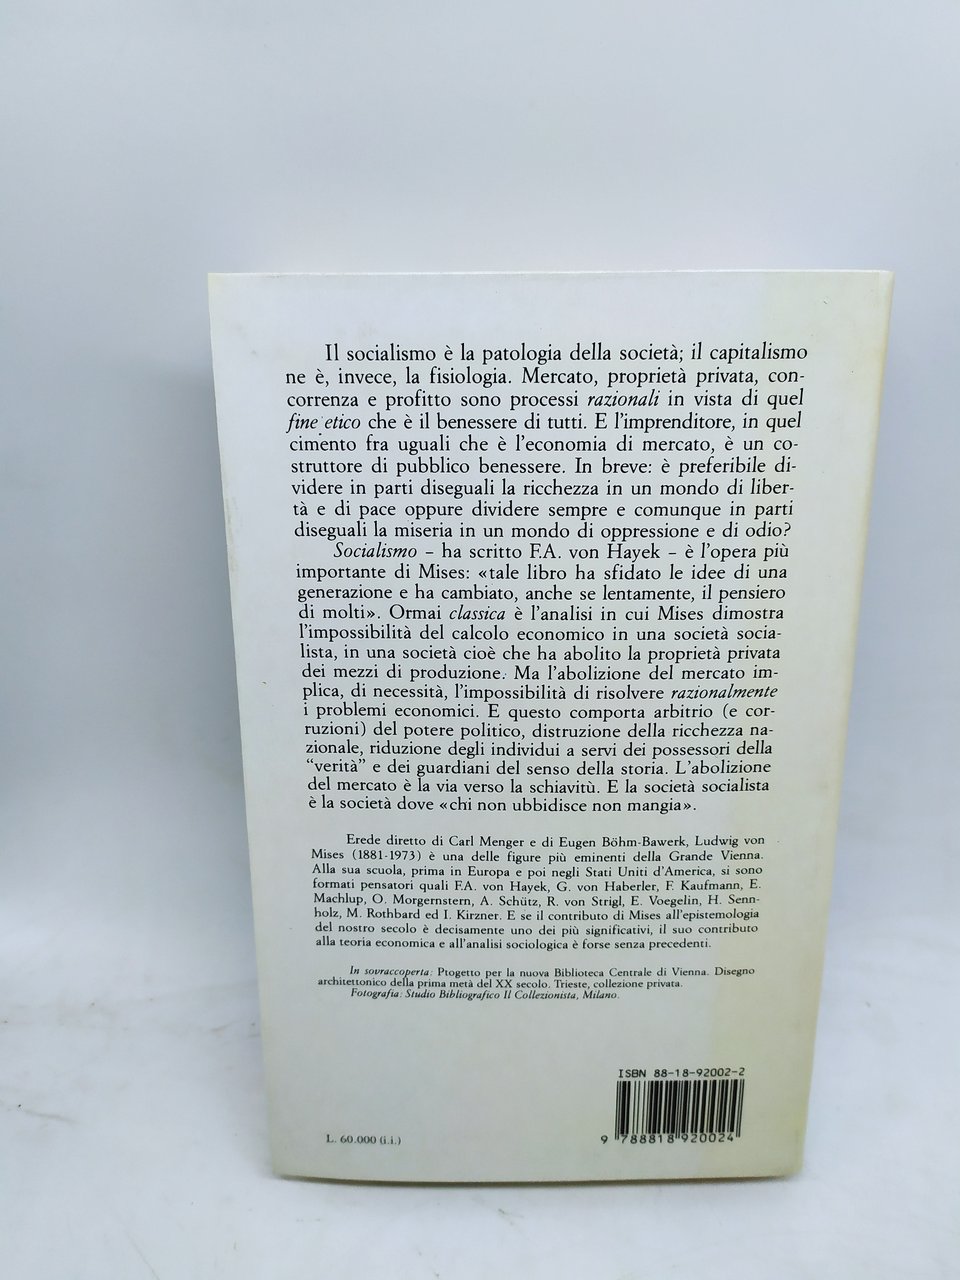 Il socialismo è la patologia della società; il capitalismo
ne è, invece, la fisiologia. Mercato, proprietà privata, con-
correnza e profitto sono processi razionali in vista di quel
fine etico che è il benessere di tutti. E l'imprenditore, in quel
cimento fra uguali che è l'economia di mercato, è un co-
struttore di pubblico benessere. In breve: è preferibile di-
videre in parti diseguali la ricchezza in un mondo di liber-
tà e di pace oppure dividere sempre e comunque in parti
diseguali la miseria in un mondo di oppressione e di odio?
Socialismo – ha scritto F.A. von Hayek – è l'opera più
importante di Mises: «tale libro ha sfidato le idee di una
generazione e ha cambiato, anche se lentamente, il pensiero
di molti». Ormai classica è l'analisi in cui Mises dimostra
l'impossibilità del calcolo economico in una società socia-
lista, in una società cioè che ha abolito la proprietà privata
dei mezzi di produzione. Ma l'abolizione del mercato im-
plica, di necessità, l'impossibilità di risolvere razionalmente
i problemi economici. E questo comporta arbitrio (e cor-
ruzioni) del potere politico, distruzione della ricchezza na-
zionale, riduzione degli individui a servi dei possessori della
“verità” e dei guardiani del senso della storia. L'abolizione
del mercato è la via verso la schiavitù. E la società socialista
è la società dove «chi non ubbidisce non mangia».
Erede diretto di Carl Menger e di Eugen Böhm-Bawerk, Ludwig von
Mises (1881-1973) è una delle figure più eminenti della Grande Vienna.
Alla sua scuola, prima in Europa e poi negli Stati Uniti d'America, si sono
formati pensatori quali F.A. von Hayek, G. von Haberler, F. Kaufmann, E.
Machlup, O. Morgernstern, A. Schütz, R. von Strigl, E. Voegelin, H. Senn-
holz, M. Rothbard ed I. Kirzner. E se il contributo di Mises all'epistemologia
del nostro secolo è decisamente uno dei più significativi, il suo contributo
alla teoria economica e all'analisi sociologica è forse senza precedenti.
In sovraccoperta: Progetto per la nuova Biblioteca Centrale di Vienna. Disegno
architettonico della prima metà del XX secolo. Trieste, collezione privata.
Fotografia: Studio Bibliografico Il Collezionista, Milano.
ISBN 88-18-92002-2
9 788818 920024
L. 60.000 (i.i.)